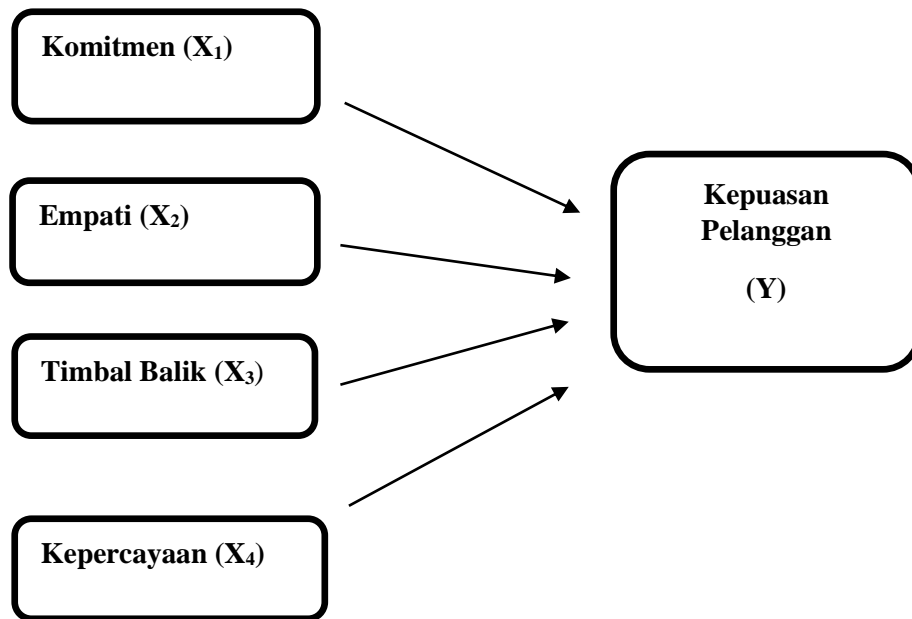 Komitmen (X₁)
Empati (X₂)
Timbal Balik (X₃)
Kepercayaan (X₄)
Kepuasan
Pelanggan
(Y)